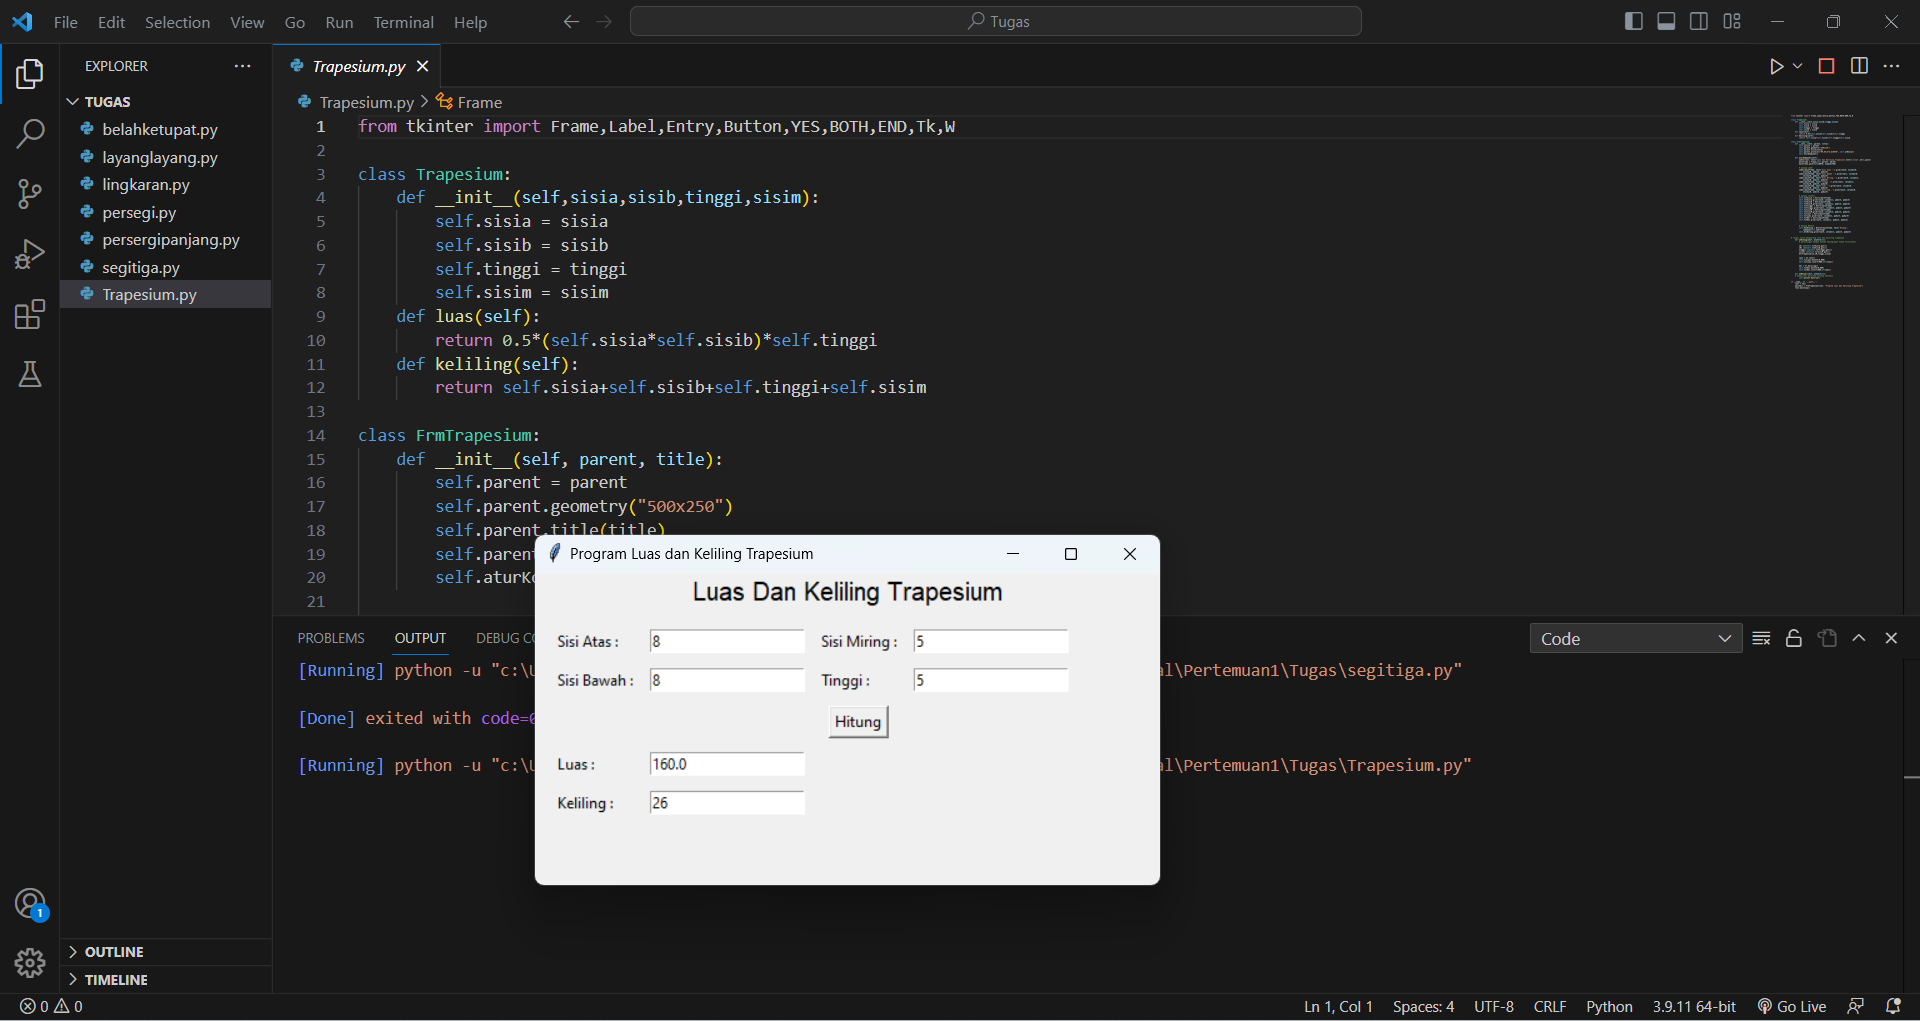 File Edit Selection View Go Run Terminal Help
Tugas
EXPLORER
TUGAS
belahketupat.py
layanglayang.py
lingkaran.py
persegi.py
persergipanjang.py
segitiga.py
Trapesium.py
OUTLINE
TIMELINE
1
Trapesium.py
Trapesium.py > Frame
1 from tkinter import Frame,Label,Entry,Button,YES,BOTH,END,Tk,W
2
3 class Trapesium:
4 def __init__(self,sisia,sisib,tinggi,sisim):
5 self.sisia = sisia
6 self.sisib = sisib
7 self.tinggi = tinggi
8 self.sisim = sisim
9 def luas(self):
10 return 0.5*(self.sisia*self.sisib)*self.tinggi
11 def keliling(self):
12 return self.sisia+self.sisib+self.tinggi+self.sisim
13
14 class FrmTrapesium:
15 def __init__(self, parent, title):
16 self.parent = parent
17 self.parent.geometry("500x250")
18 self.parent.title(title)
19 self.paren
20 self.aturKo
21
Program Luas dan Keliling Trapesium
Luas Dan Keliling Trapesium
Sisi Atas : 8 Sisi Miring : 5
Sisi Bawah : 8 Tinggi : 5
Hitung
Luas : 160.0
Keliling : 26
PROBLEMS OUTPUT DEBUG CO
Code
[Running] python -u "c:\U al\Pertemuan1\Tugas\segitiga.py"
[Done] exited with code=0
[Running] python -u "c:\U al\Pertemuan1\Tugas\Trapesium.py"
0 0
Ln 1, Col 1 Spaces: 4 UTF-8 CRLF Python 3.9.11 64-bit Go Live